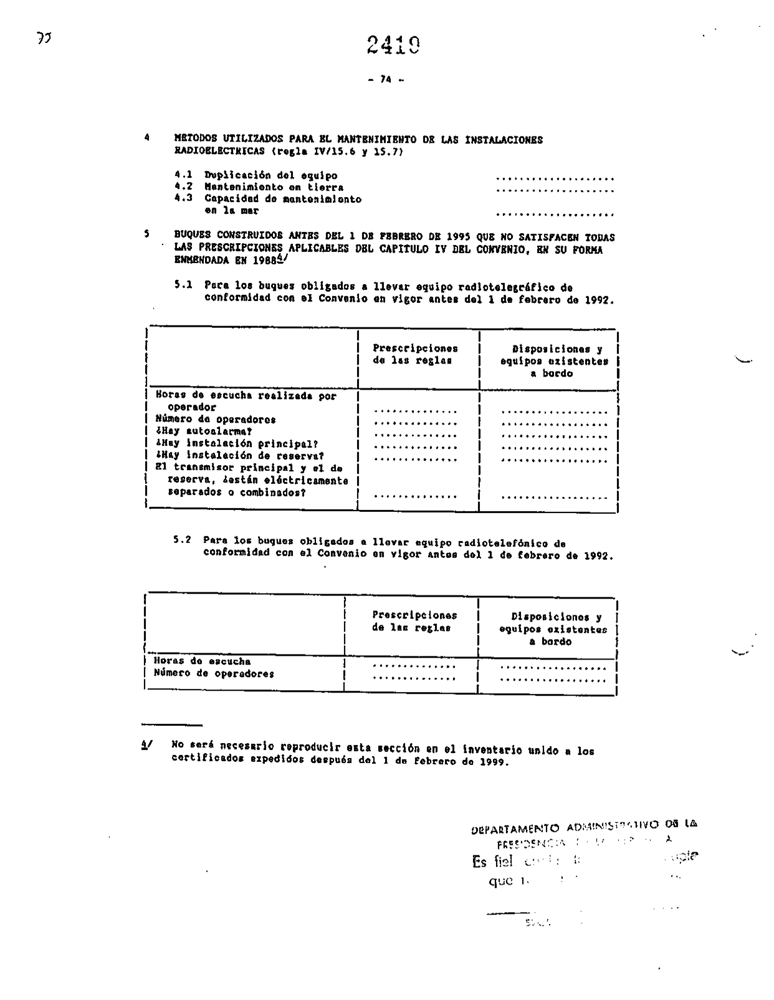 75
2419
- 74 -
4 METODOS UTILIZADOS PARA EL MANTENIMIENTO DE LAS INSTALACIONES
RADIOELECTRICAS (regla IV/15.6 y 15.7)
4.1 Duplicación del equipo ....................
4.2 Mantenimiento en tierra ....................
4.3 Capacidad de mantenimiento
en la mar ....................
5 BUQUES CONSTRUIDOS ANTES DEL 1 DE FEBRERO DE 1995 QUE NO SATISFACEN TODAS
LAS PRESCRIPCIONES APLICABLES DEL CAPITULO IV DEL CONVENIO, EN SU FORMA
ENMENDADA EN 1988 4/
5.1 Para los buques obligados a llevar equipo radiotelegráfico de
conformidad con el Convenio en vigor antes del 1 de febrero de 1992.
Prescripciones Disposiciones y
de las reglas equipos existentes
a bordo
Horas de escucha realizada por
operador .............. ..................
Número de operadores .............. ..................
¿Hay autoalarma? .............. ..................
¿Hay instalación principal? .............. ..................
¿Hay instalación de reserva? .............. ..................
El transmisor principal y el de
reserva, ¿están eléctricamente
separados o combinados? .............. ..................
5.2 Para los buques obligados a llevar equipo radiotelefónico de
conformidad con el Convenio en vigor antes del 1 de febrero de 1992.
Prescripciones Disposiciones y
de las reglas equipos existentes
a bordo
Horas de escucha .............. ..................
Número de operadores .............. ..................
4/ No será necesario reproducir esta sección en el inventario unido a los
certificados expedidos después del 1 de febrero de 1999.
DEPARTAMENTO ADMINISTRATIVO DE LA
PRESIDENCIA
Es fiel
que